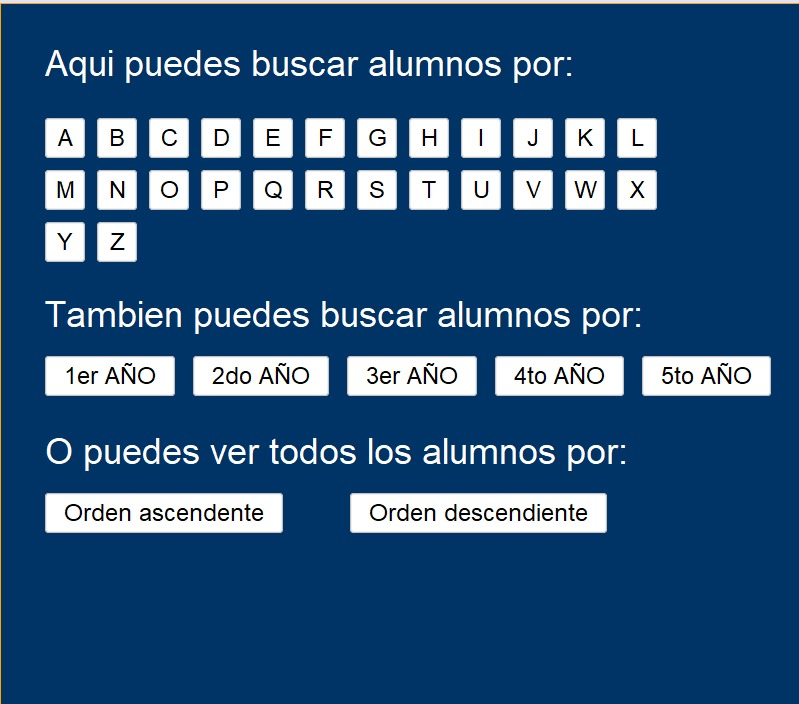 Aqui puedes buscar alumnos por:
A B C D E F G H I J K L
M N O P Q R S T U V W X
Y Z
Tambien puedes buscar alumnos por:
1er AÑO 2do AÑO 3er AÑO 4to AÑO 5to AÑO
O puedes ver todos los alumnos por:
Orden ascendente Orden descendiente